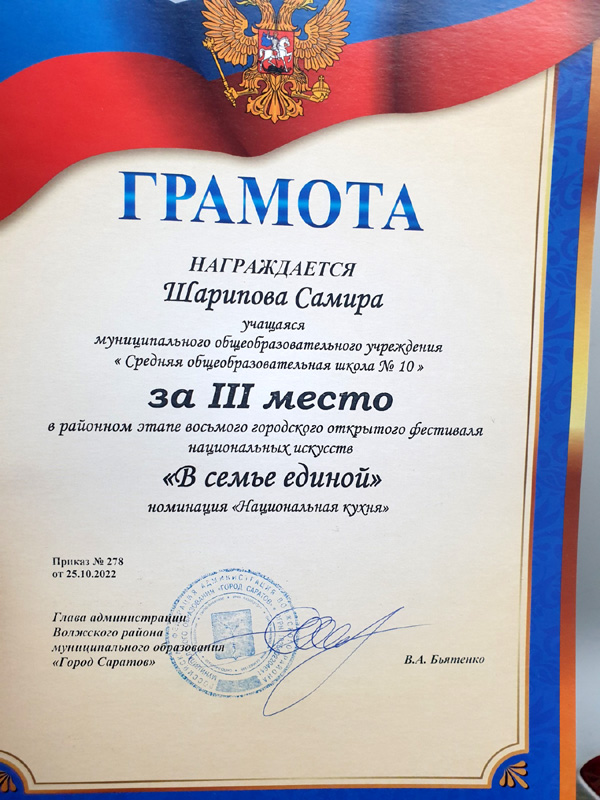 ГРАМОТА
НАГРАЖДАЕТСЯ
Шарипова Самира
учащаяся
муниципального общеобразовательного учреждения
« Средняя общеобразовательная школа № 10 »
за III место
в районном этапе восьмого городского открытого фестиваля
национальных искусств
«В семье единой»
номинация «Национальная кухня»
Приказ № 278
от 25.10.2022
Глава администрации
Волжского района
муниципального образования
«Город Саратов»
В.А. Бьятенко